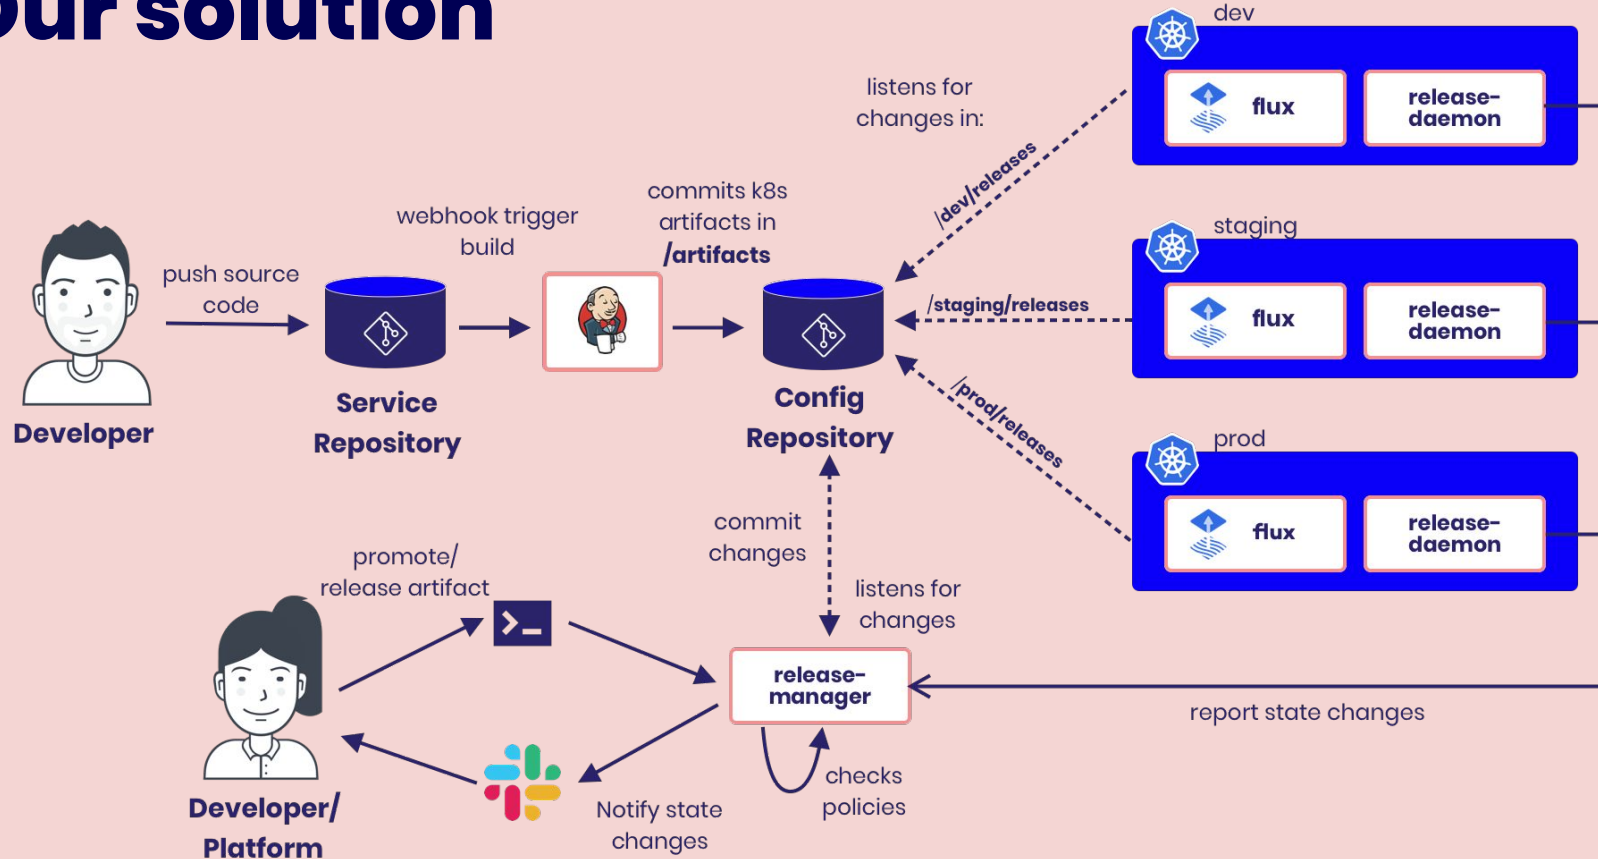 Our solution
dev
flux
release-
daemon
listens for
changes in:
/dev/releases
commits k8s
artifacts in
/artifacts
webhook trigger
build
push source
code
Developer
Service
Repository
Config
Repository
/staging/releases
staging
flux
release-
daemon
/prod/releases
prod
flux
release-
daemon
commit
changes
listens for
changes
promote/
release artifact
>_
release-
manager
report state changes
checks
policies
Notify state
changes
Developer/
Platform